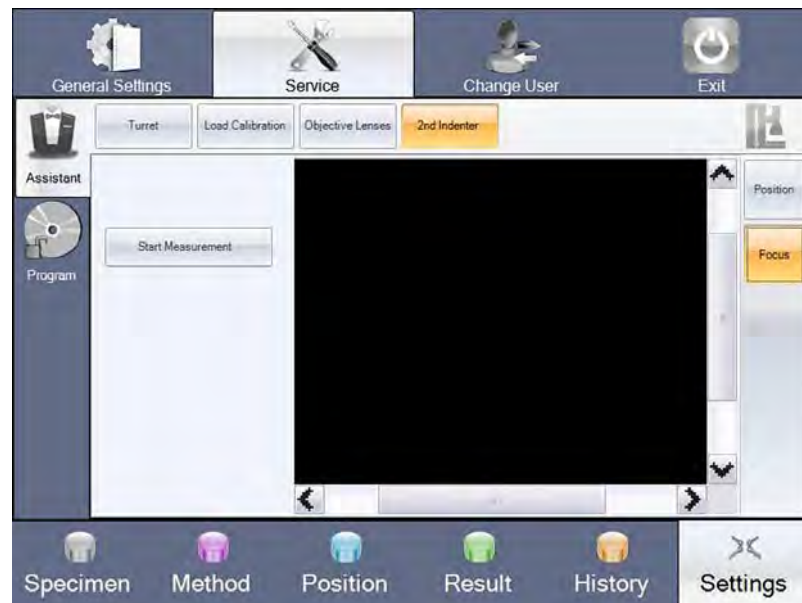 General Settings
Service
Change User
Exit
Turret
Load Calibration
Objective Lenses
2nd Indenter
Assistant
Position
Start Measurement
Focus
Program
Specimen
Method
Position
Result
History
Settings